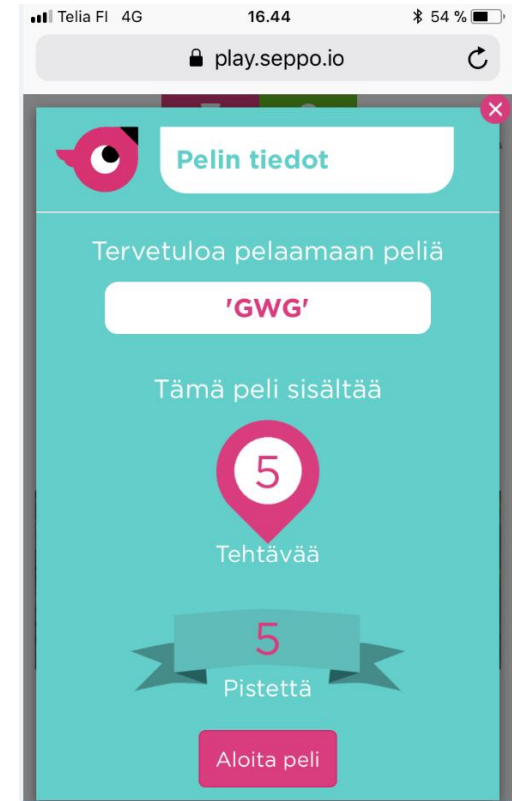 Telia FI 4G 16.44 54 %
play.seppo.io
Pelin tiedot
Tervetuloa pelaamaan peliä
'GWG'
Tämä peli sisältää
5
Tehtävää
5
Pistettä
Aloita peli